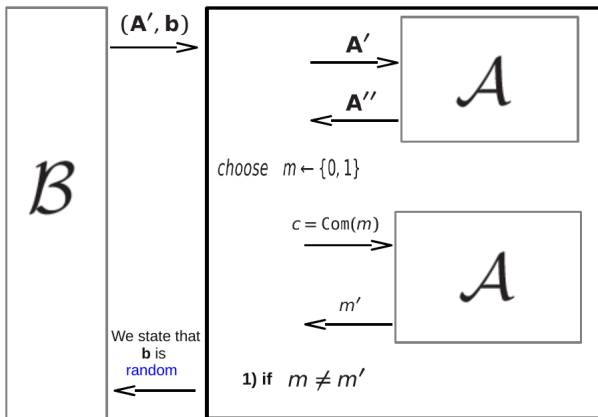 (A′, b)
A′
𝒜
A″
ℬ
choose m ← {0, 1}
c = Com(m)
𝒜
m′
We state that
b is
random
1) if m ≠ m′